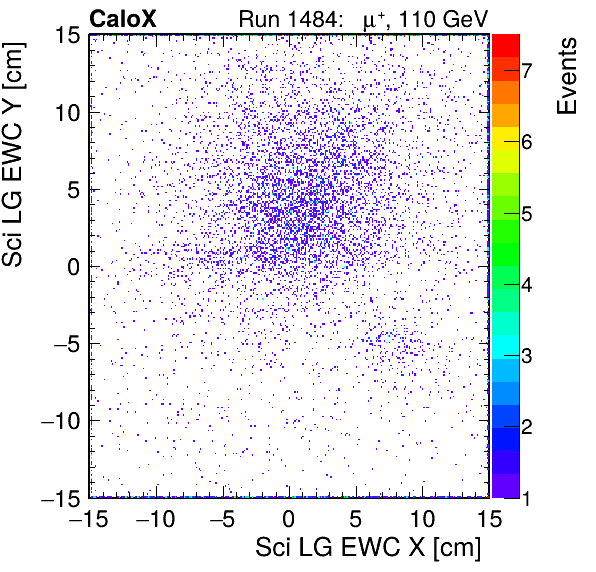 CaloX Run 1484: μ⁺, 110 GeV
Sci LG EWC Y [cm]
15
10
5
0
−5
−10
−15
−15 −10 −5 0 5 10 15
Sci LG EWC X [cm]
Events
7
6
5
4
3
2
1